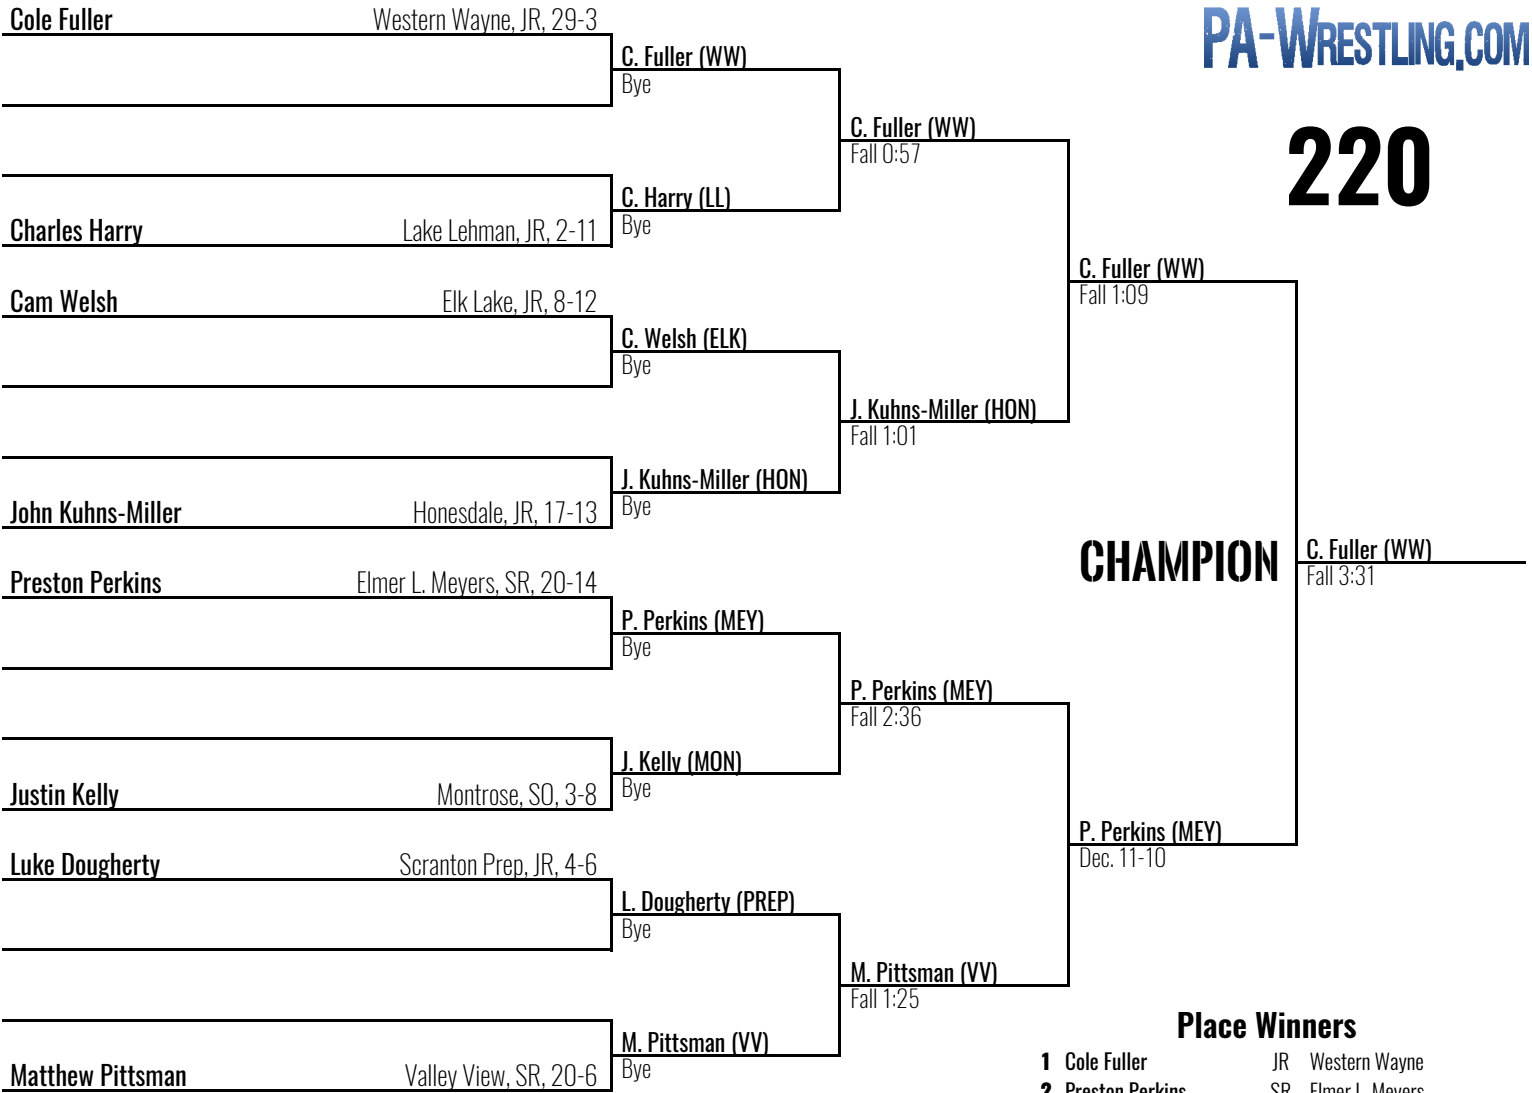 Cole Fuller Western Wayne, JR, 29-3
PA-WRESTLING.COM
C. Fuller (WW)
Bye
220
C. Fuller (WW)
Fall 0:57
C. Harry (LL)
Charles Harry Lake Lehman, JR, 2-11
Bye
C. Fuller (WW)
Fall 1:09
Cam Welsh Elk Lake, JR, 8-12
C. Welsh (ELK)
Bye
J. Kuhns-Miller (HON)
Fall 1:01
J. Kuhns-Miller (HON)
John Kuhns-Miller Honesdale, JR, 17-13
Bye
CHAMPION
C. Fuller (WW)
Fall 3:31
Preston Perkins Elmer L. Meyers, SR, 20-14
P. Perkins (MEY)
Bye
P. Perkins (MEY)
Fall 2:36
J. Kelly (MON)
Justin Kelly Montrose, SO, 3-8
Bye
P. Perkins (MEY)
Dec. 11-10
Luke Dougherty Scranton Prep, JR, 4-6
L. Dougherty (PREP)
Bye
M. Pittsman (VV)
Fall 1:25
M. Pittsman (VV)
Matthew Pittsman Valley View, SR, 20-6
Bye
Place Winners
1 Cole Fuller JR Western Wayne
2 Preston Perkins SR Elmer L. Meyers